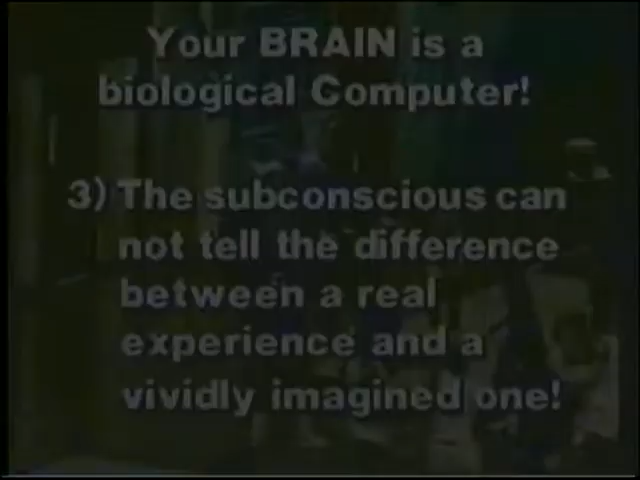 Your BRAIN is a
biological Computer!
3) The subconscious can
not tell the difference
between a real
experience and a
vividly imagined one!